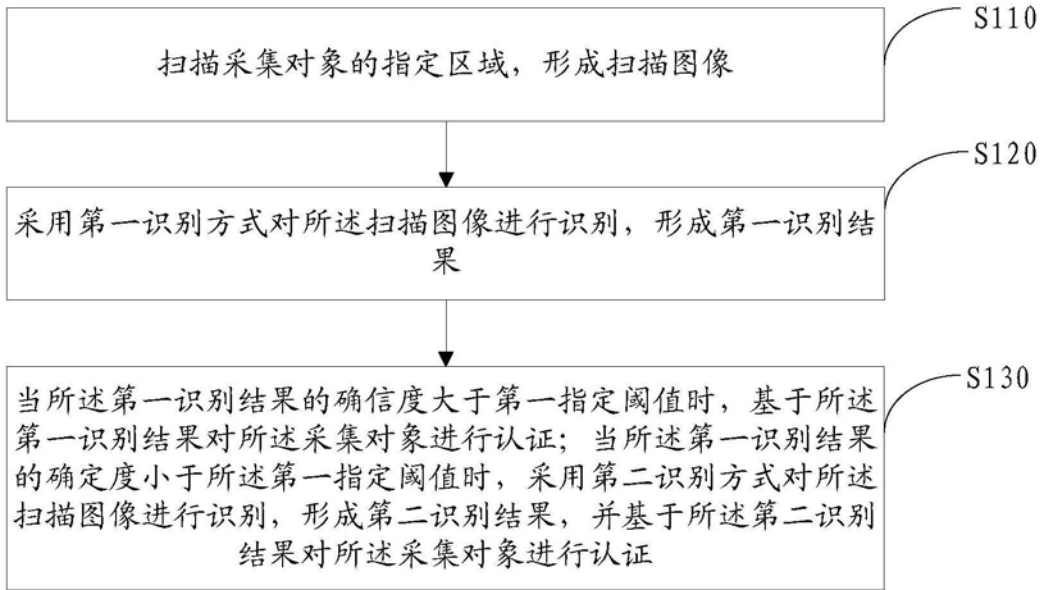 S110
扫描采集对象的指定区域，形成扫描图像
S120
采用第一识别方式对所述扫描图像进行识别，形成第一识别结
果
S130
当所述第一识别结果的确信度大于第一指定阈值时，基于所述
第一识别结果对所述采集对象进行认证；当所述第一识别结果
的确定度小于所述第一指定阈值时，采用第二识别方式对所述
扫描图像进行识别，形成第二识别结果，并基于所述第二识别
结果对所述采集对象进行认证